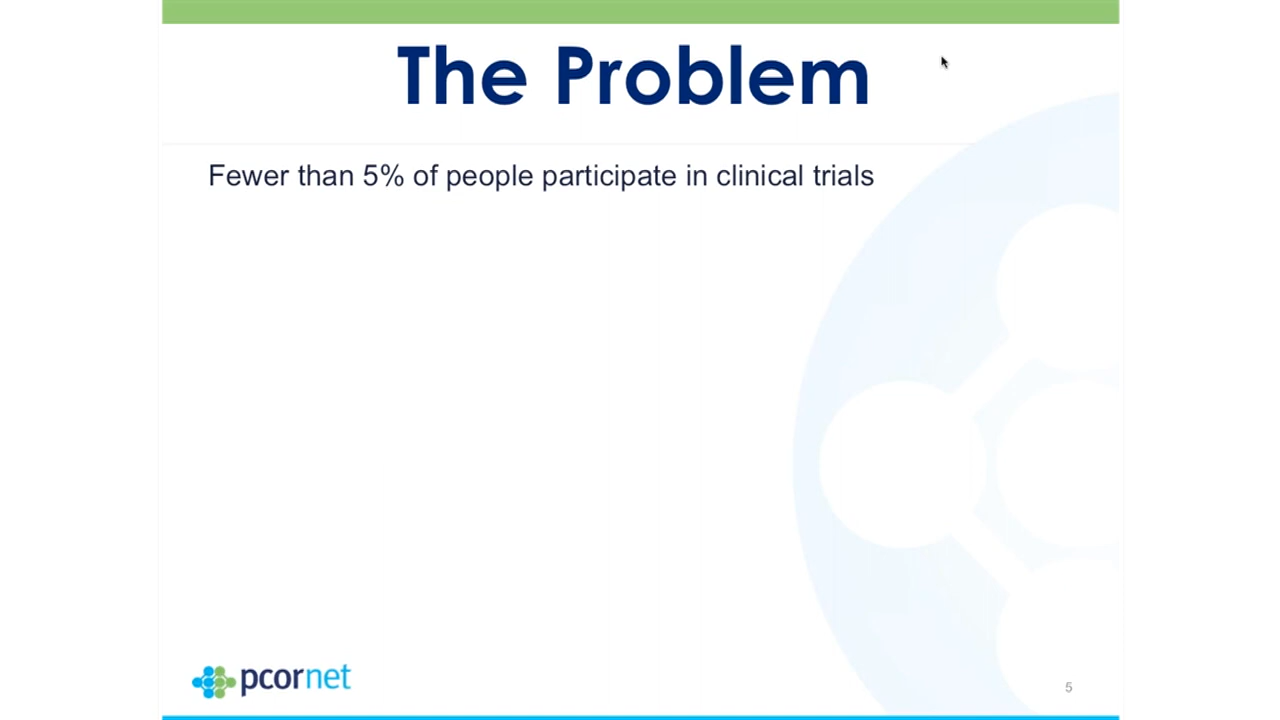 The Problem
Fewer than 5% of people participate in clinical trials
pcornet
5